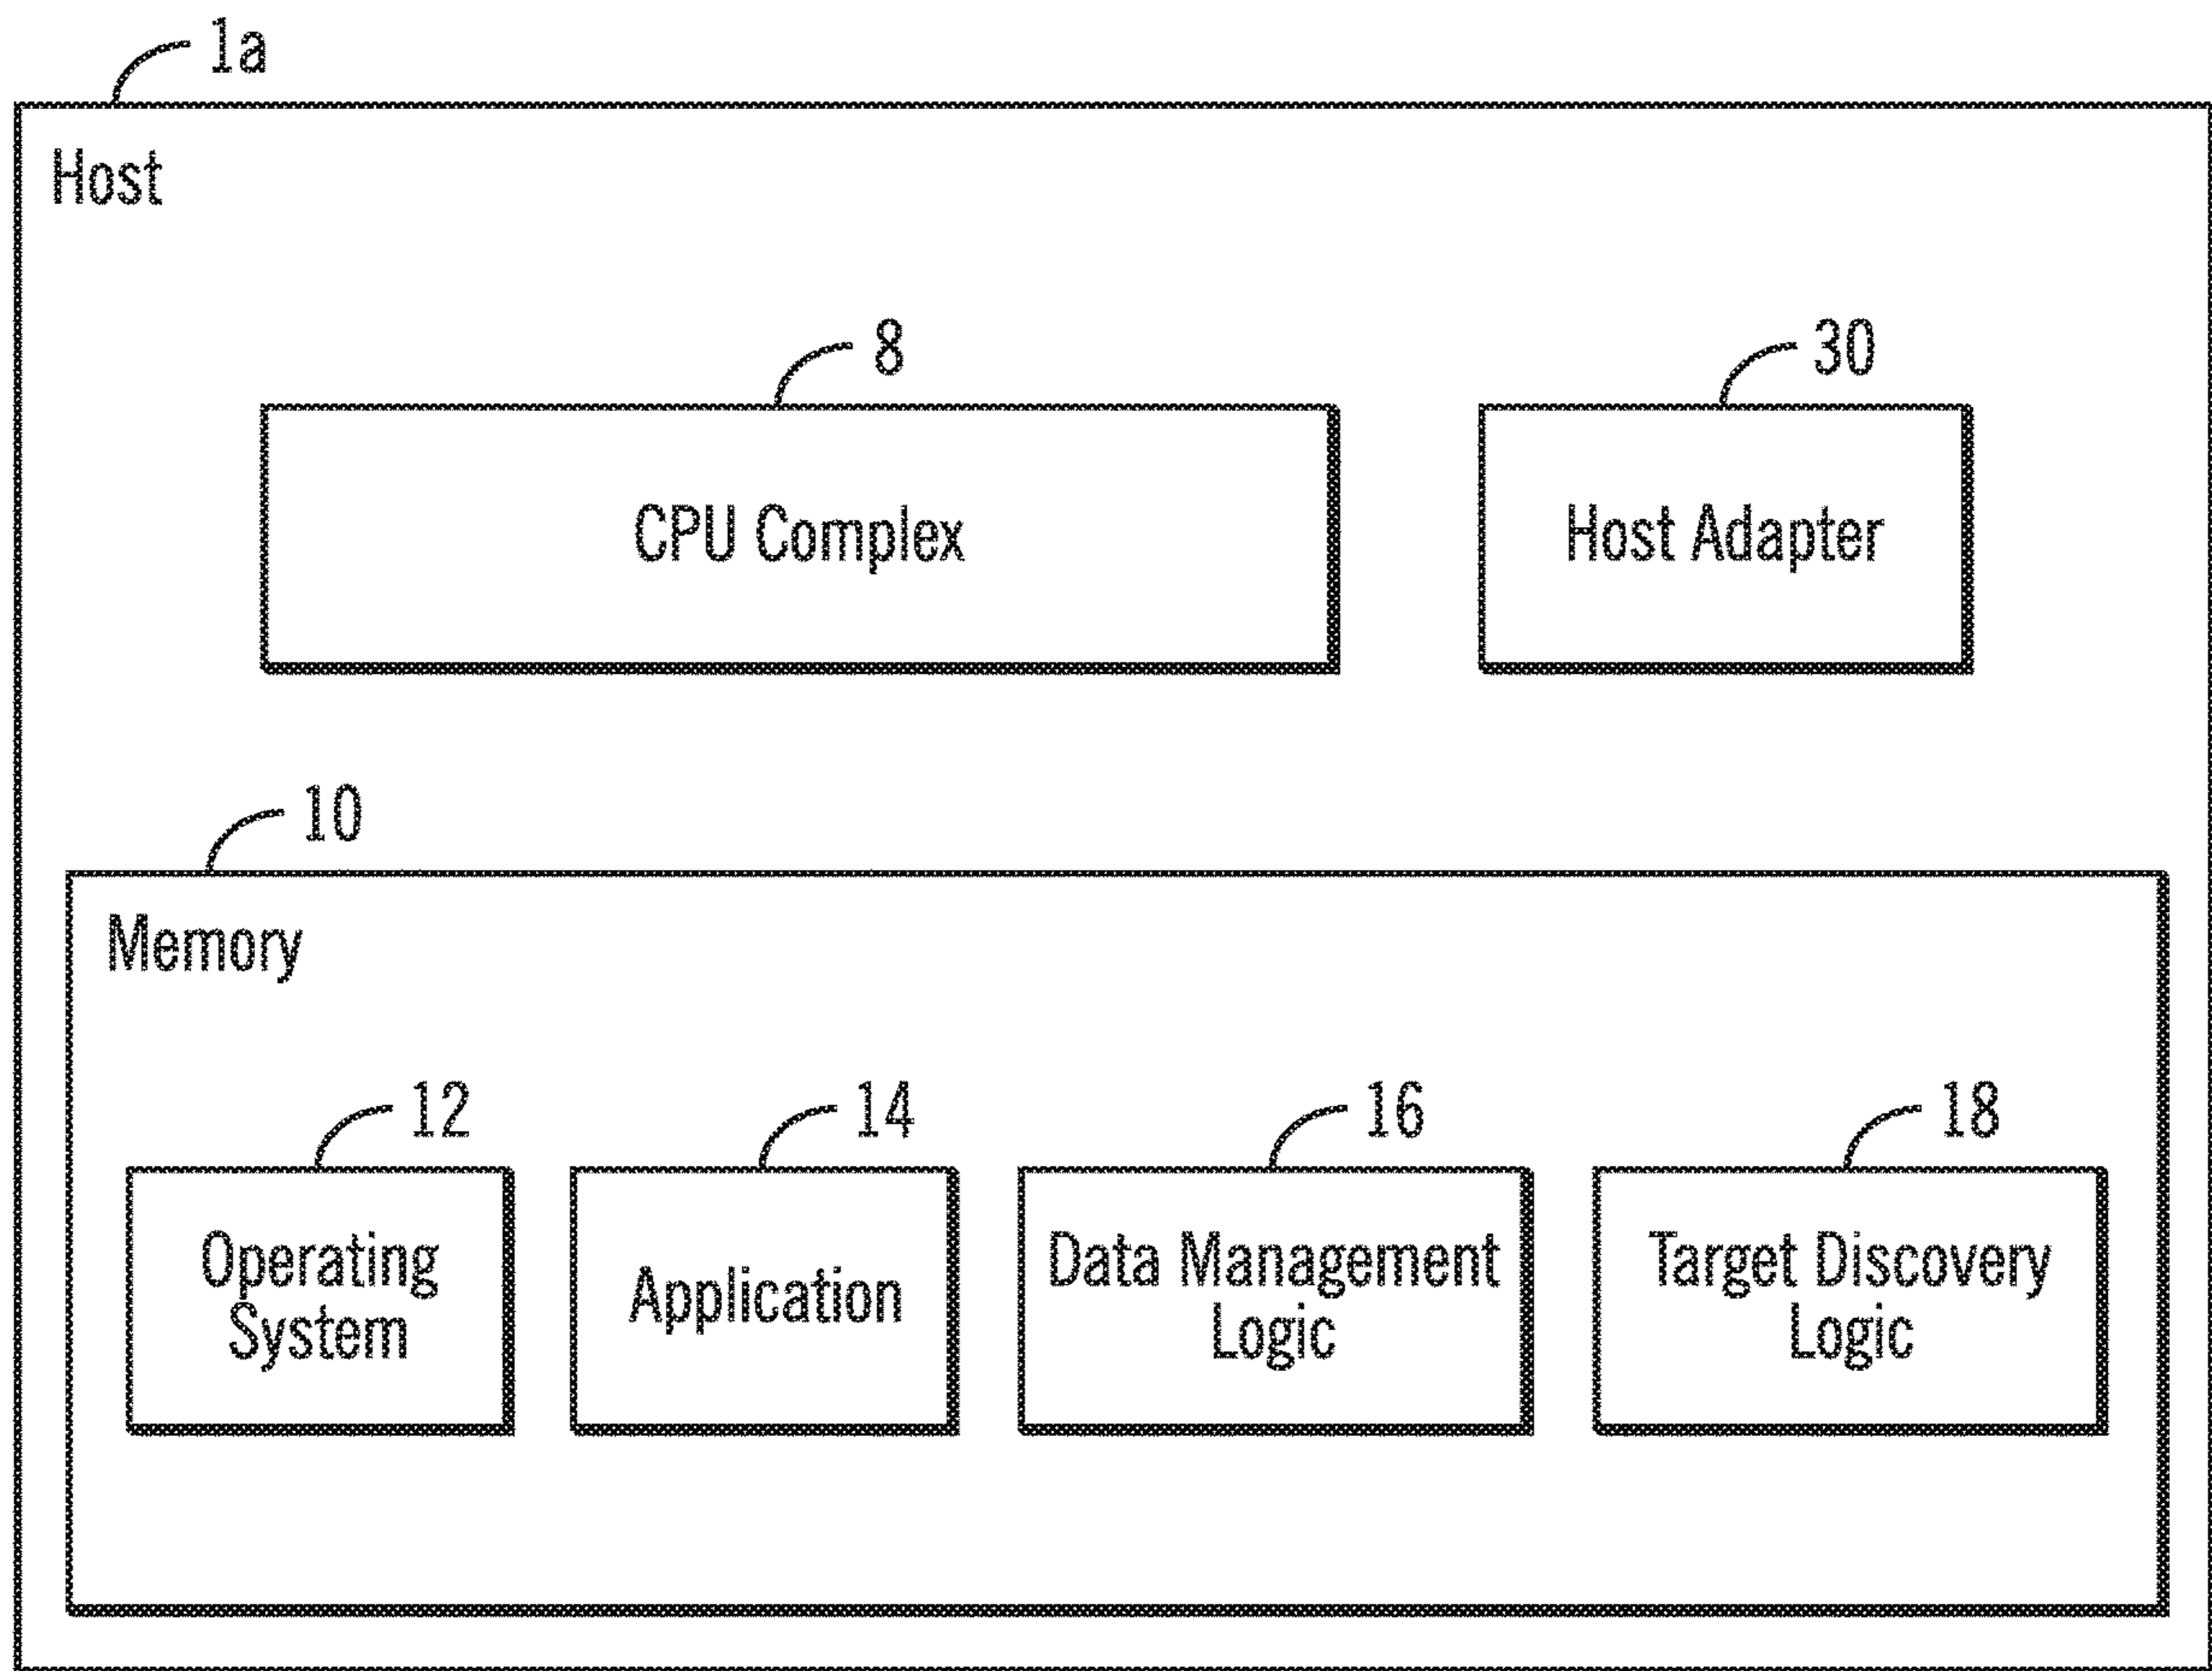 1a
Host
8
30
CPU Complex
Host Adapter
10
Memory
12
14
16
18
Operating
System
Application
Data Management
Logic
Target Discovery
Logic